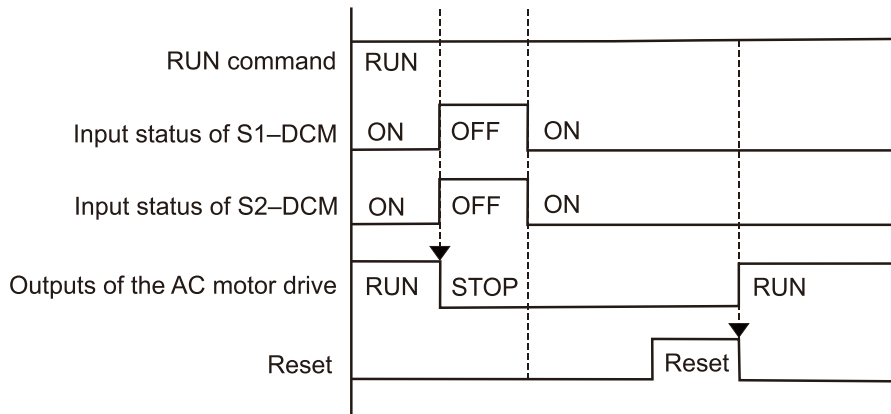 RUN command RUN
Input status of S1–DCM ON OFF ON
Input status of S2–DCM ON OFF ON
Outputs of the AC motor drive RUN STOP RUN
Reset Reset